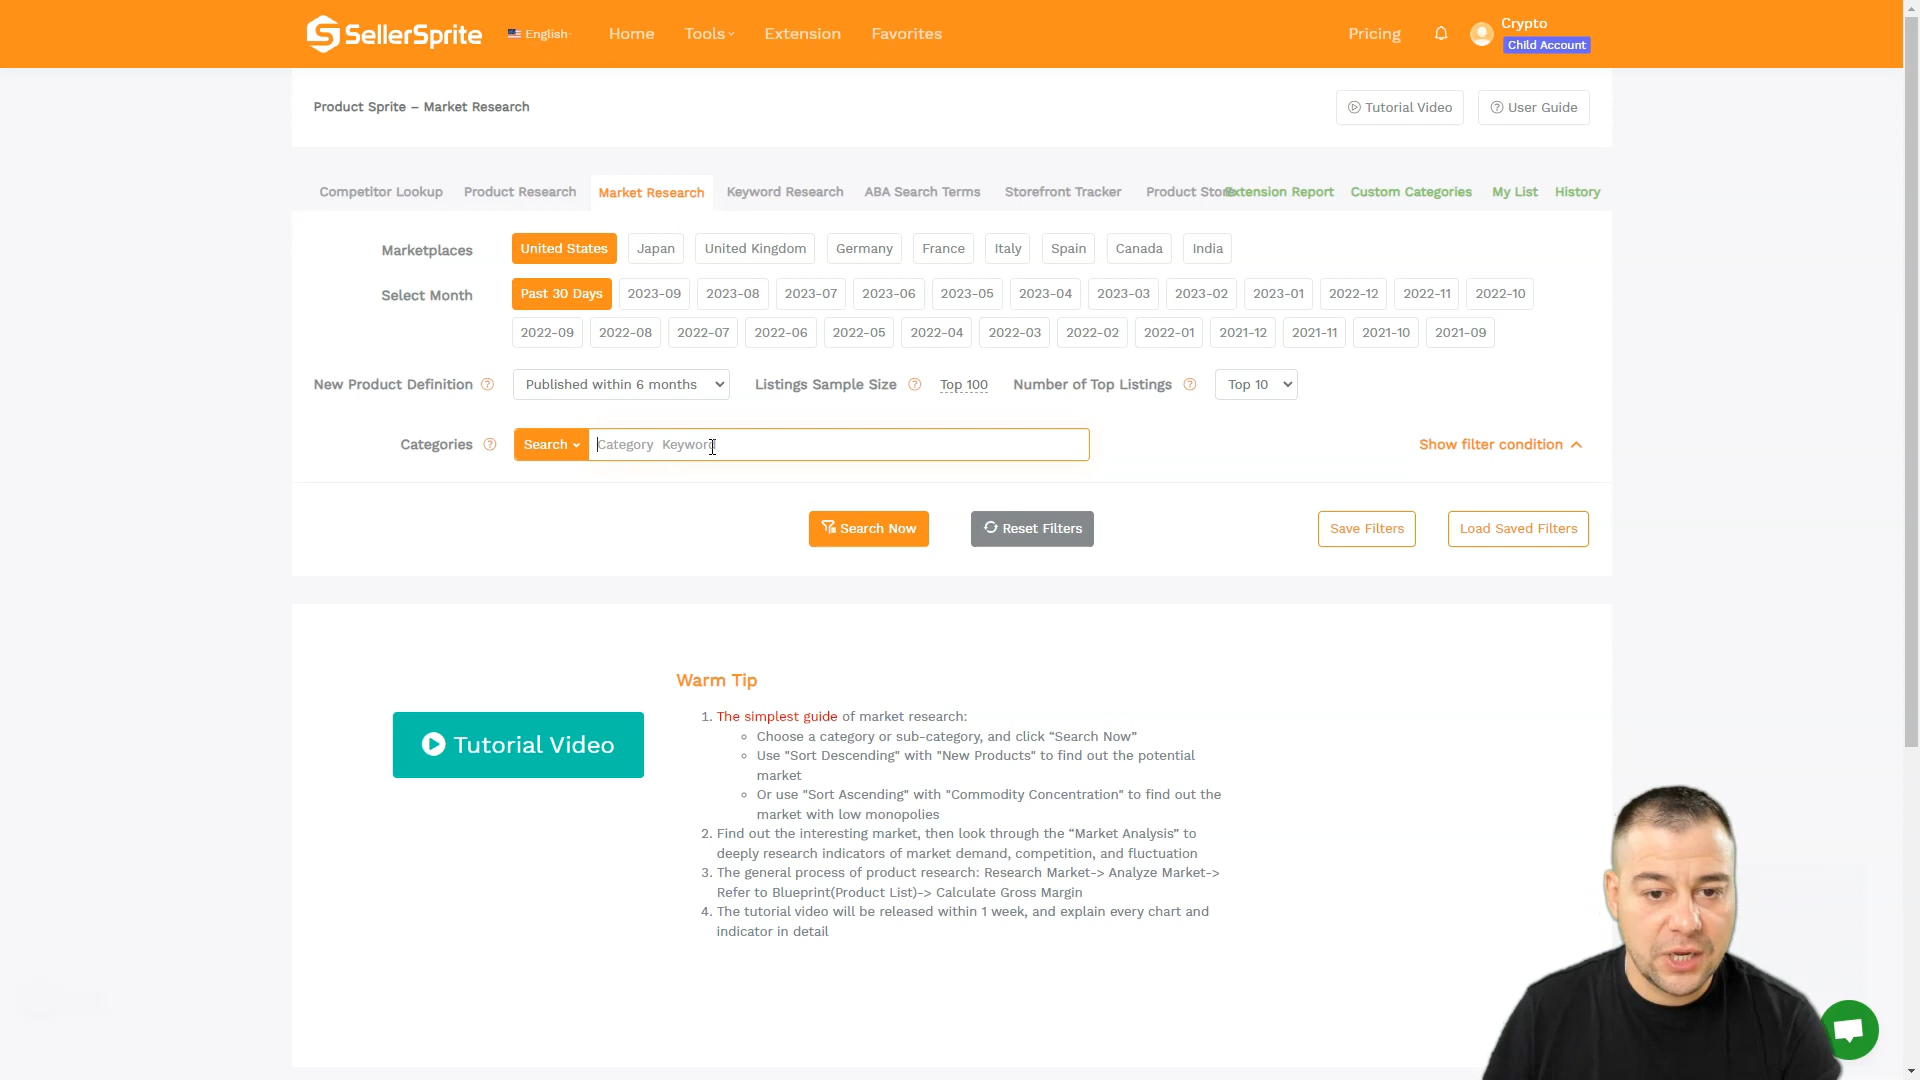 SellerSprite English Home Tools Extension Favorites Pricing Crypto
Child Account
Product Sprite – Market Research Tutorial Video User Guide
Competitor Lookup Product Research Market Research Keyword Research ABA Search Terms Storefront Tracker Product Store Extension Report Custom Categories My List History
Marketplaces United States Japan United Kingdom Germany France Italy Spain Canada India
Select Month Past 30 Days 2023-09 2023-08 2023-07 2023-06 2023-05 2023-04 2023-03 2023-02 2023-01 2022-12 2022-11 2022-10
2022-09 2022-08 2022-07 2022-06 2022-05 2022-04 2022-03 2022-02 2022-01 2021-12 2021-11 2021-10 2021-09
New Product Definition Published within 6 months Listings Sample Size Top 100 Number of Top Listings Top 10
Categories Search Category Keyword Show filter condition
Search Now Reset Filters Save Filters Load Saved Filters
Warm Tip
Tutorial Video
1. The simplest guide of market research:
Choose a category or sub-category, and click “Search Now”
Use "Sort Descending" with "New Products" to find out the potential
market
Or use "Sort Ascending" with "Commodity Concentration" to find out the
market with low monopolies
2. Find out the interesting market, then look through the “Market Analysis” to
deeply research indicators of market demand, competition, and fluctuation
3. The general process of product research: Research Market-> Analyze Market->
Refer to Blueprint(Product List)-> Calculate Gross Margin
4. The tutorial video will be released within 1 week, and explain every chart and
indicator in detail